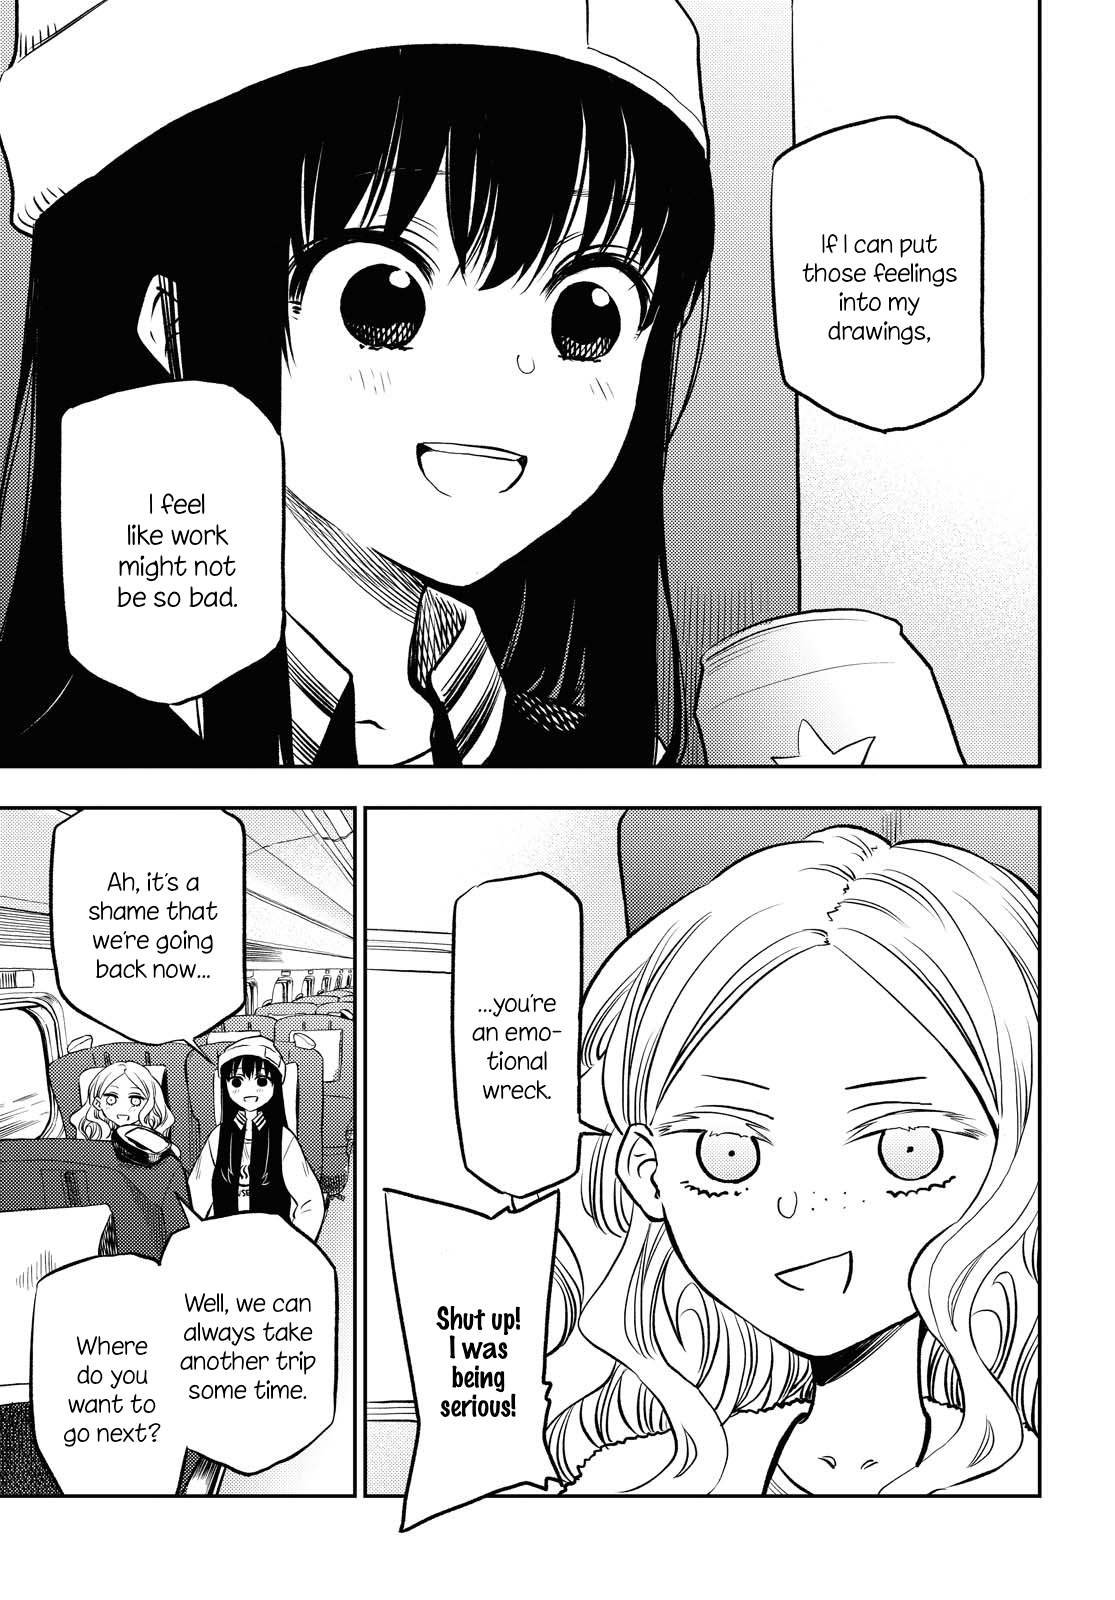 If I can put
those feelings
into my
drawings,
I feel
like work
might not
be so bad.
...you're
an emo-
tional
wreck.
Shut up!
I was
being
serious!
Ah, it's a
shame that
we're going
back now...
Well, we can
always take
another trip
some time.
Where
do you
want to
go next?